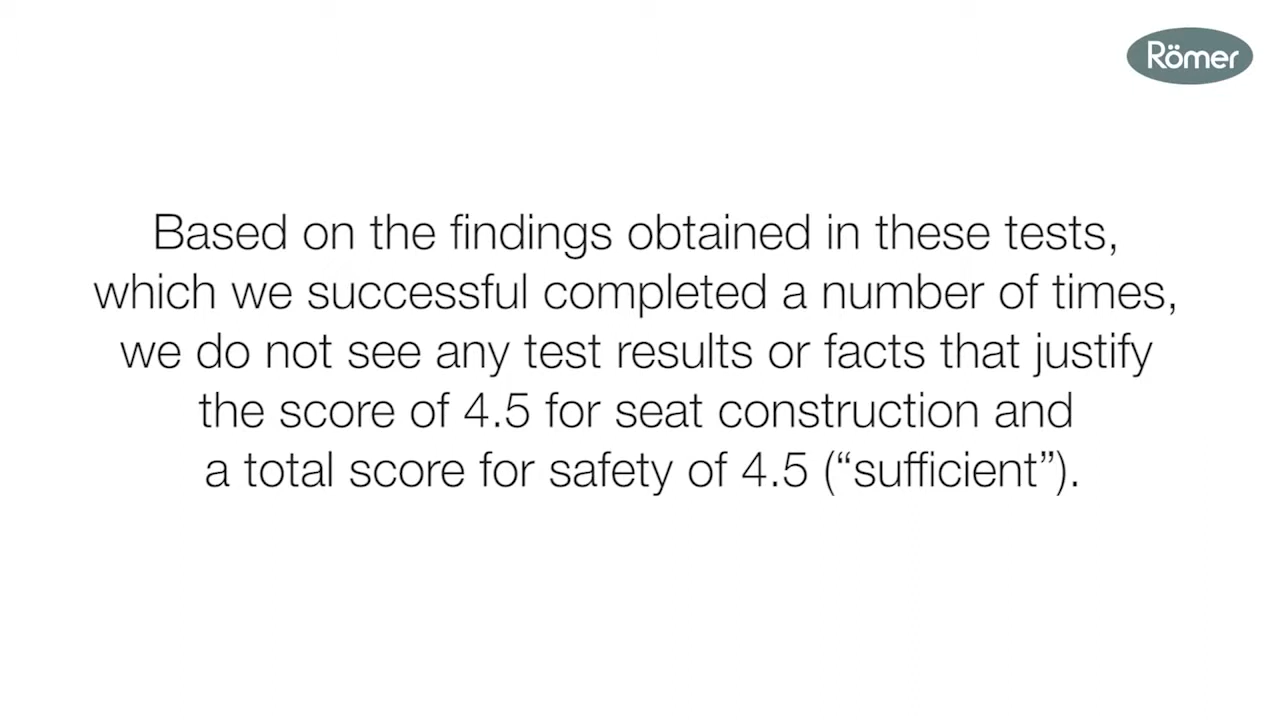 Römer
Based on the findings obtained in these tests,
which we successful completed a number of times,
we do not see any test results or facts that justify
the score of 4.5 for seat construction and
a total score for safety of 4.5 (“sufficient”).